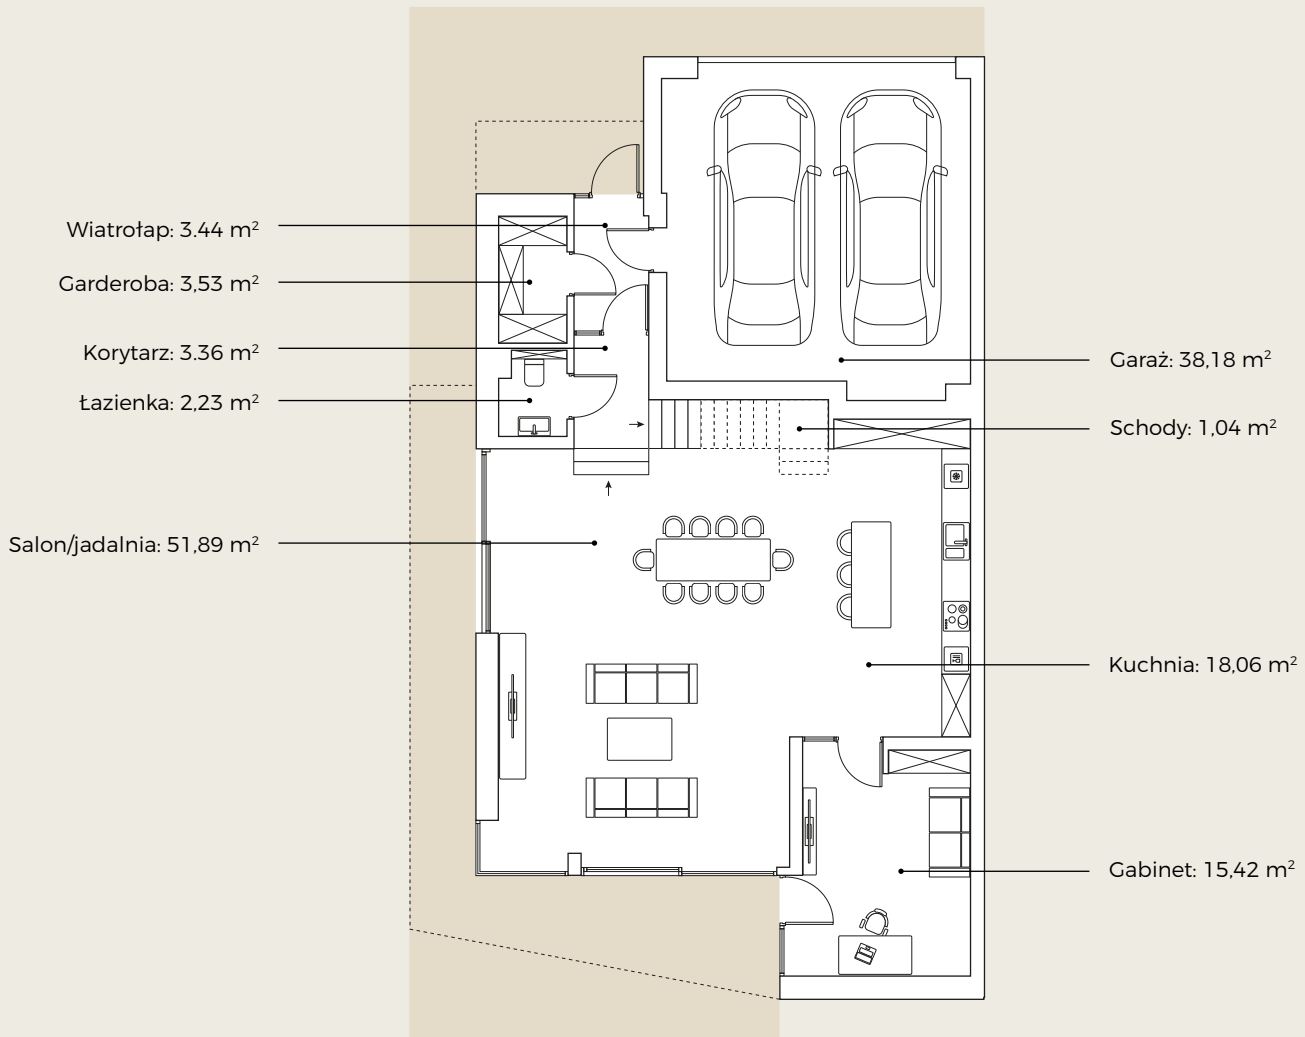 Wiatrołap: 3.44 m²
Garderoba: 3,53 m²
Korytarz: 3.36 m²
Łazienka: 2,23 m²
Salon/jadalnia: 51,89 m²
Garaż: 38,18 m²
Schody: 1,04 m²
Kuchnia: 18,06 m²
Gabinet: 15,42 m²